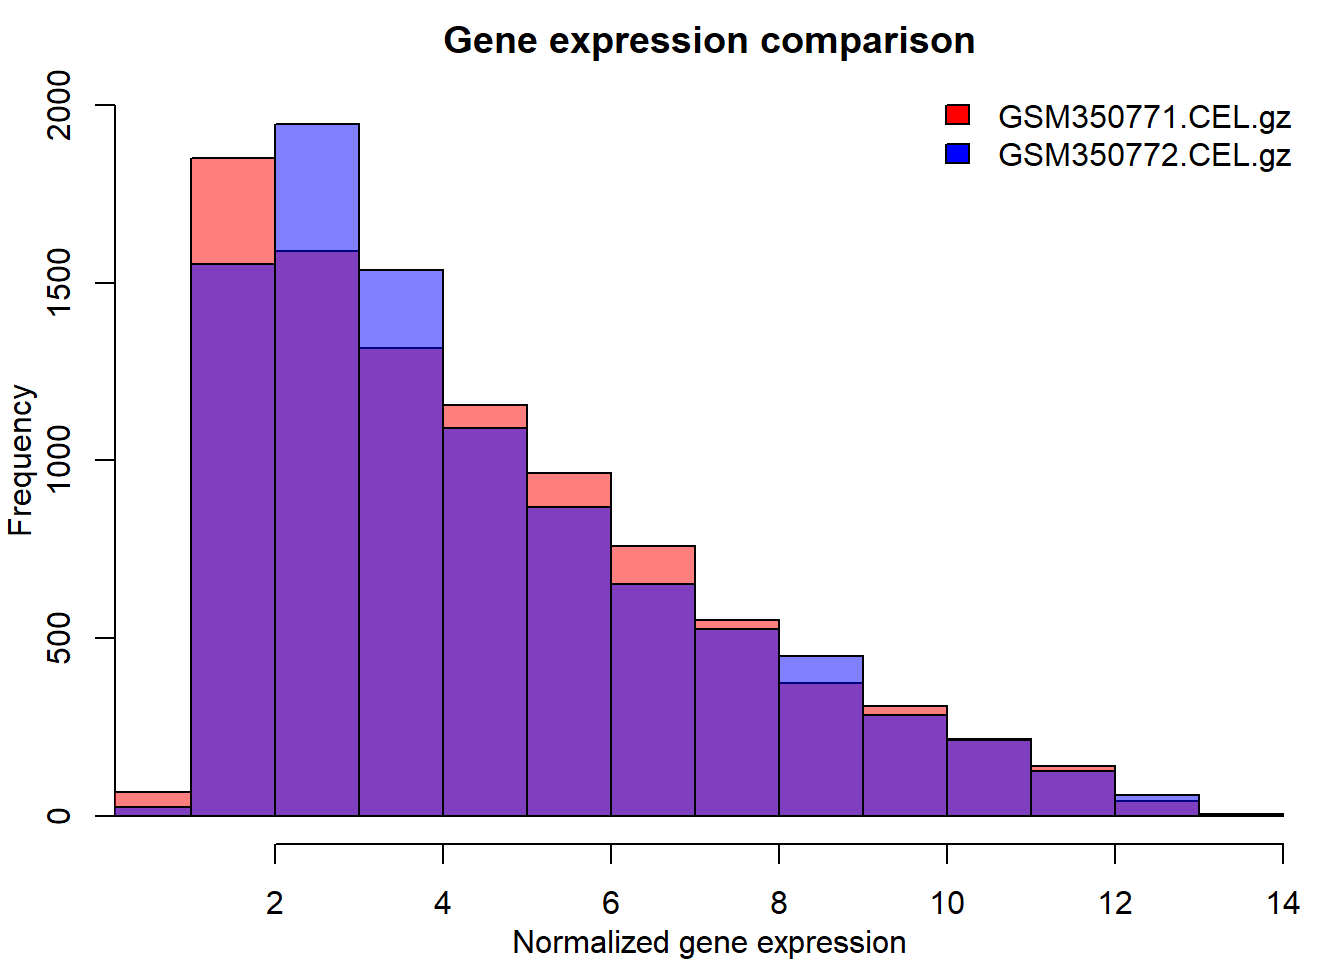 Gene expression comparison
GSM350771.CEL.gz
GSM350772.CEL.gz
Frequency
2000
1500
1000
500
0
2 4 6 8 10 12 14
Normalized gene expression